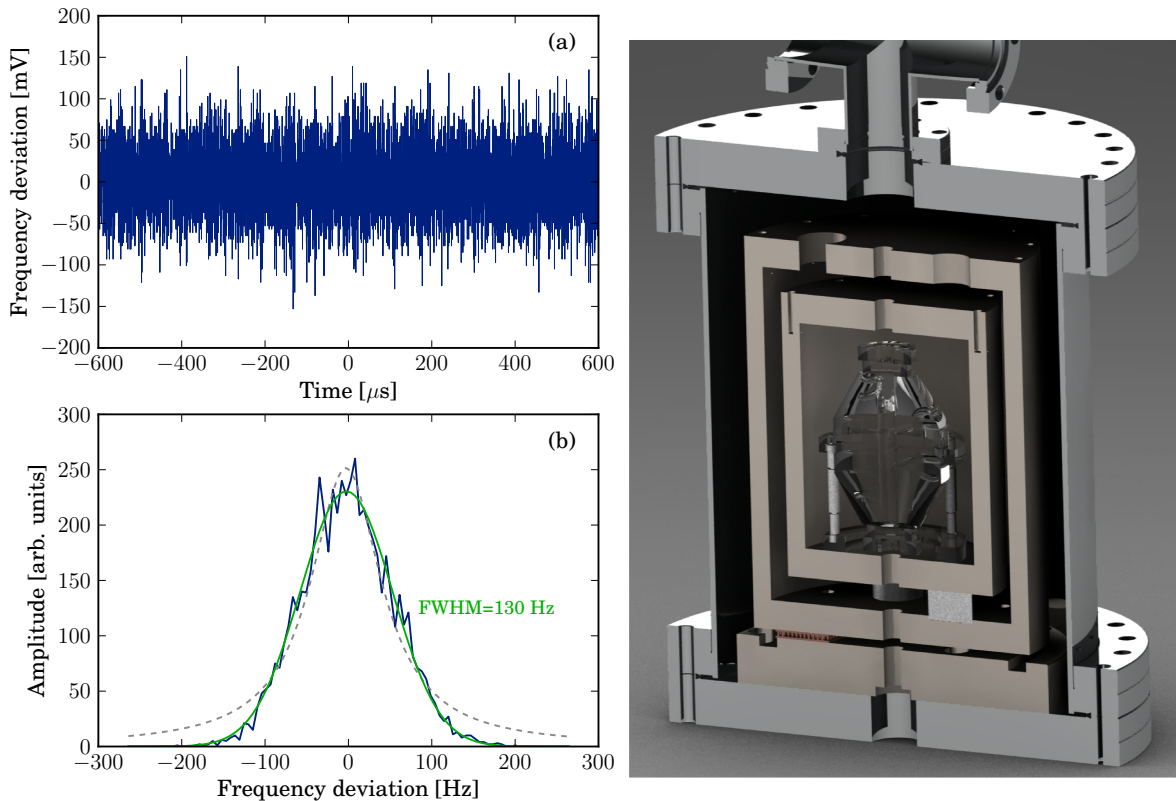 (a)
Frequency deviation [mV]
200
150
100
50
0
−50
−100
−150
−200
−600 −400 −200 0 200 400 600
Time [μs]
(b)
Amplitude [arb. units]
300
250
200
150
100
50
0
FWHM=130 Hz
−300 −200 −100 0 100 200 300
Frequency deviation [Hz]